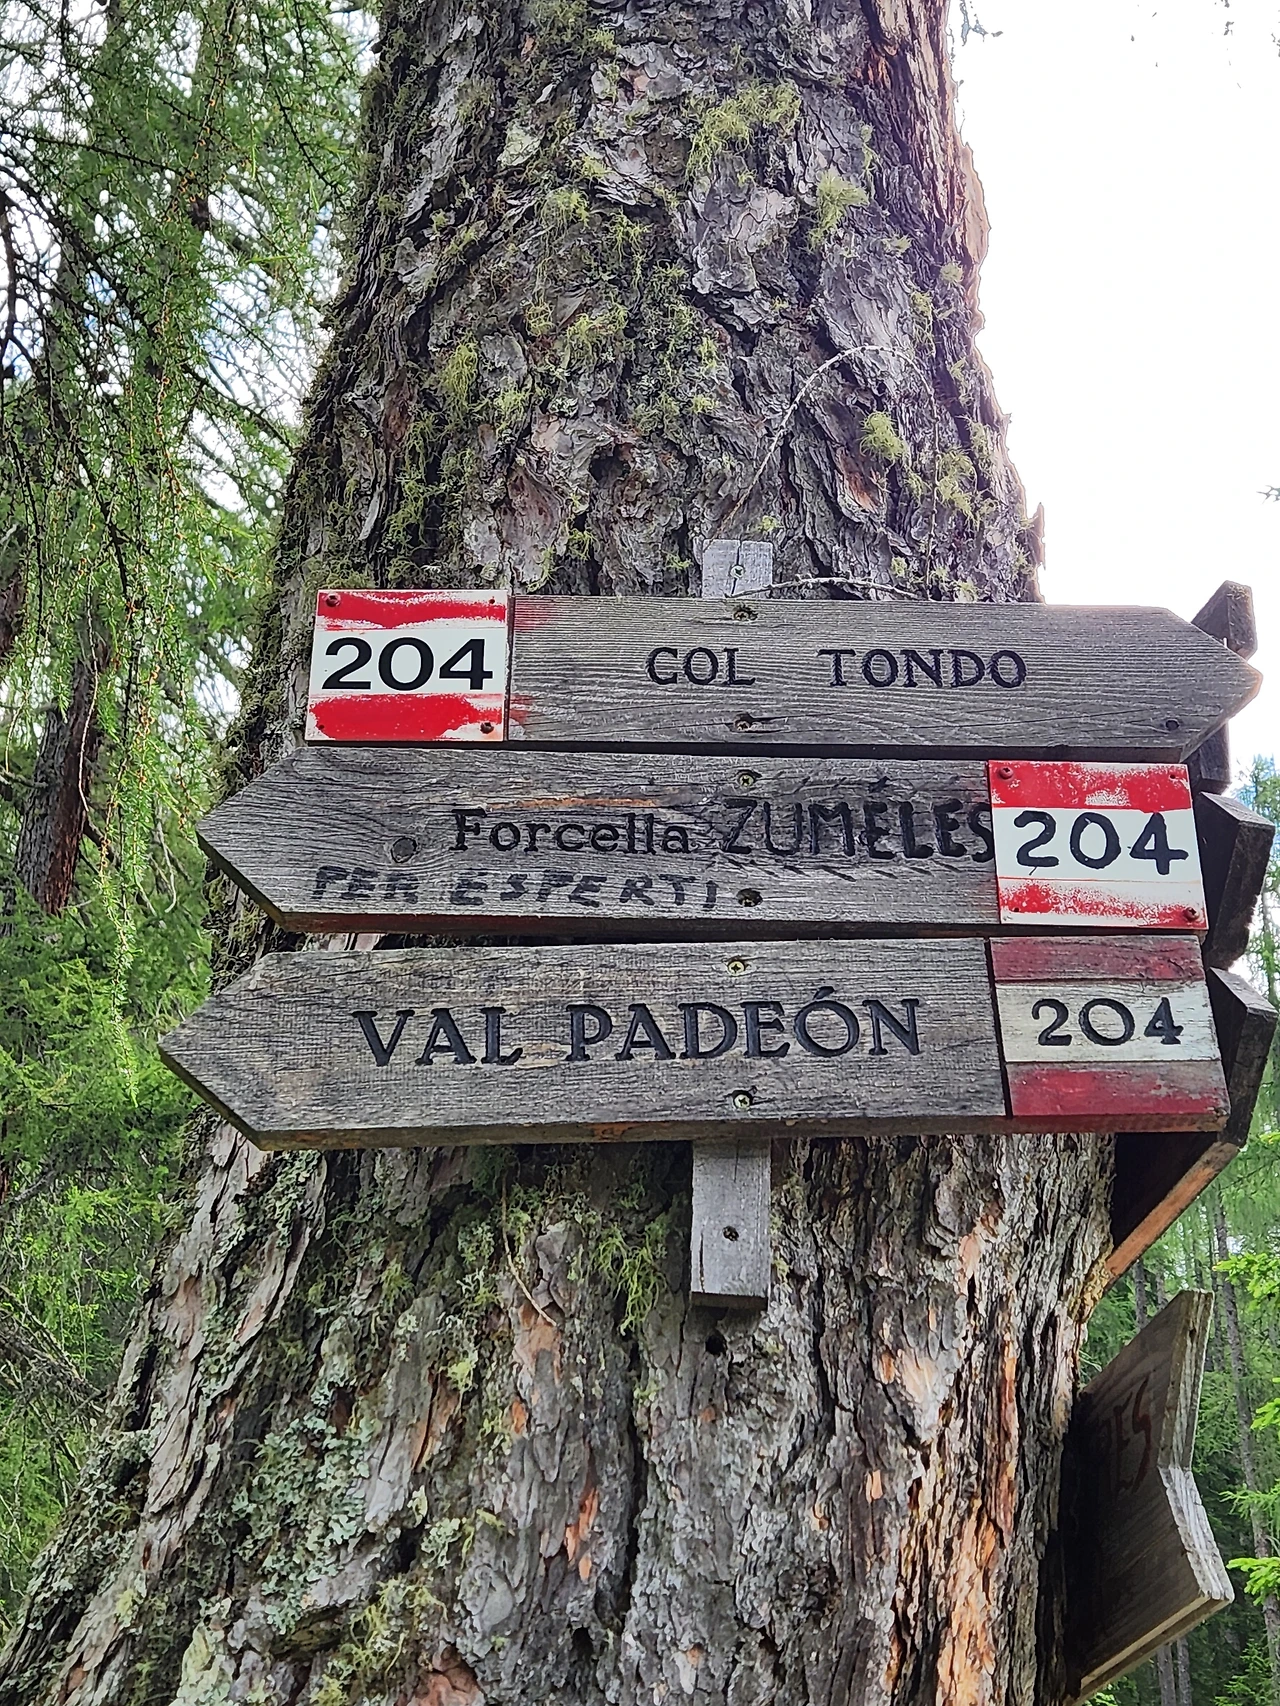 204 COL TONDO
Forcella ZUMÉLES 204
PER ESPERTI
VAL PADEÓN 204